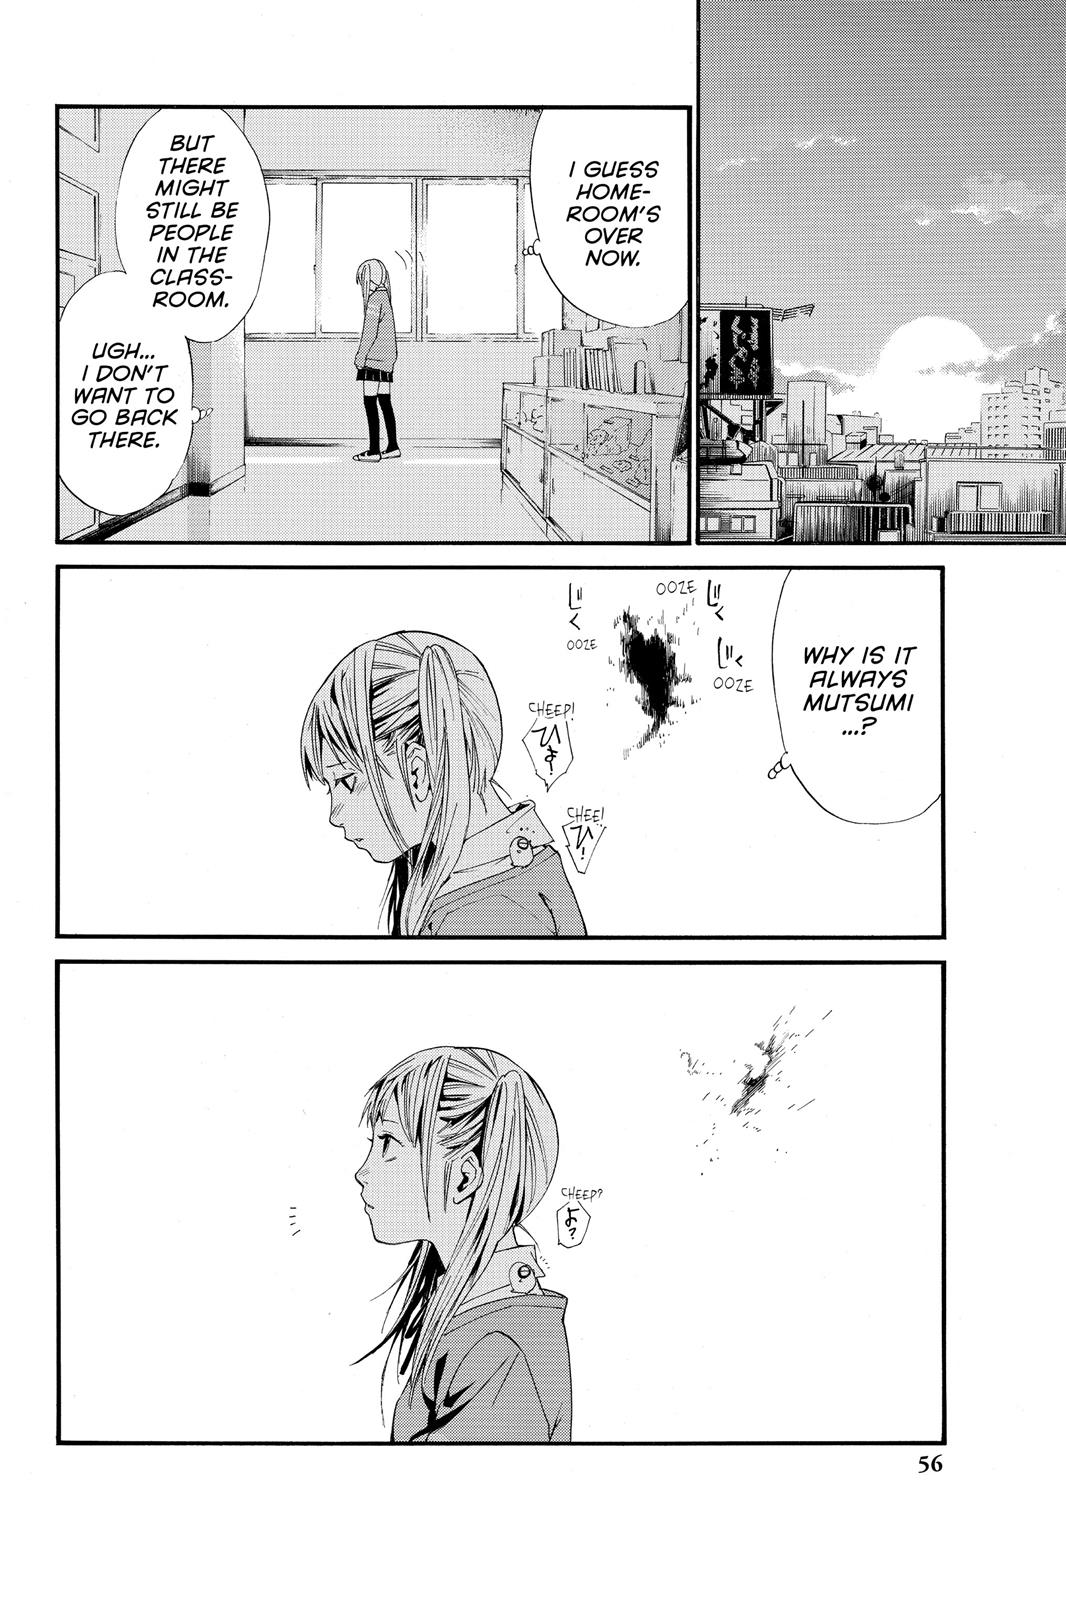 I GUESS
HOME-
ROOM'S
OVER
NOW.
BUT
THERE
MIGHT
STILL BE
PEOPLE
IN THE
CLASS-
ROOM.
UGH...
I DON'T
WANT TO
GO BACK
THERE.
WHY IS IT
ALWAYS
MUTSUMI
...?
じく
OOZE
じく
OOZE
じく
OOZE
CHEEP!
ひよ!
CHEE!
ひ!
CHEEP?
よ?
56